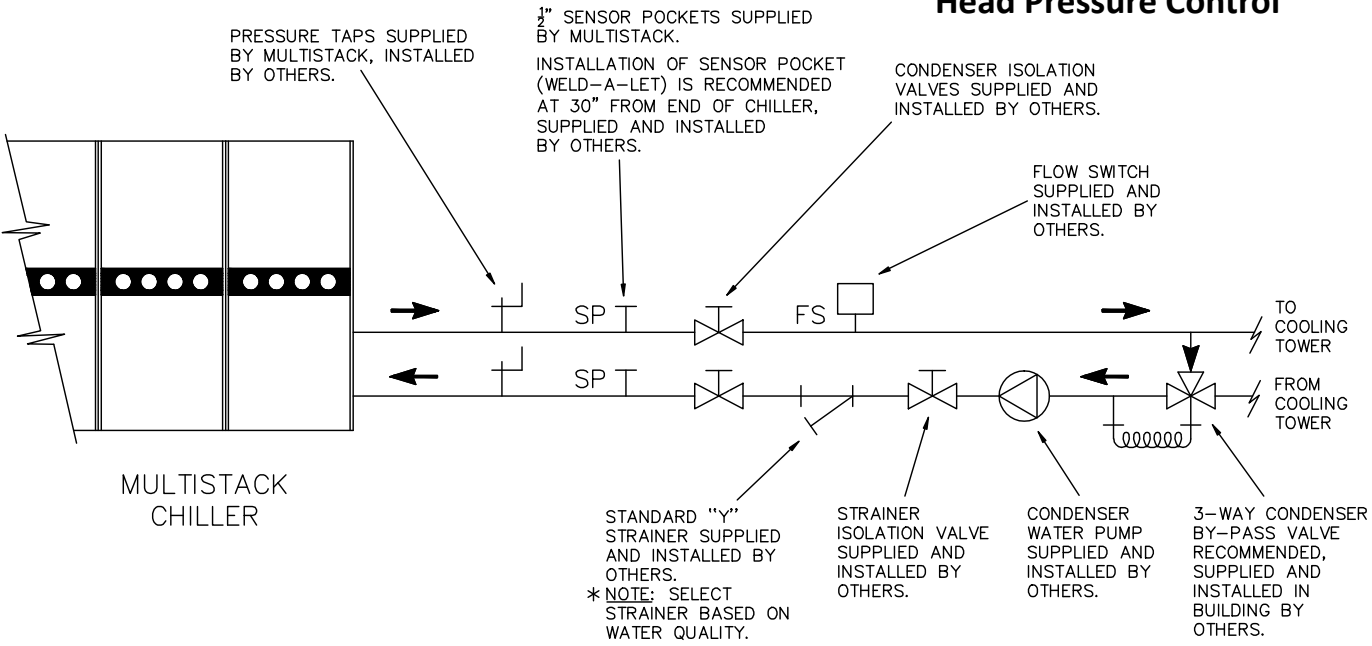 Head Pressure Control
PRESSURE TAPS SUPPLIED
BY MULTISTACK, INSTALLED
BY OTHERS.
½" SENSOR POCKETS SUPPLIED
BY MULTISTACK.
INSTALLATION OF SENSOR POCKET
(WELD-A-LET) IS RECOMMENDED
AT 30" FROM END OF CHILLER,
SUPPLIED AND INSTALLED
BY OTHERS.
CONDENSER ISOLATION
VALVES SUPPLIED AND
INSTALLED BY OTHERS.
FLOW SWITCH
SUPPLIED AND
INSTALLED BY
OTHERS.
SP
FS
TO
COOLING
TOWER
SP
FROM
COOLING
TOWER
MULTISTACK
CHILLER
STANDARD "Y"
STRAINER SUPPLIED
AND INSTALLED BY
OTHERS.
* NOTE: SELECT
STRAINER BASED ON
WATER QUALITY.
STRAINER
ISOLATION VALVE
SUPPLIED AND
INSTALLED BY
OTHERS.
CONDENSER
WATER PUMP
SUPPLIED AND
INSTALLED BY
OTHERS.
3-WAY CONDENSER
BY-PASS VALVE
RECOMMENDED,
SUPPLIED AND
INSTALLED IN
BUILDING BY
OTHERS.